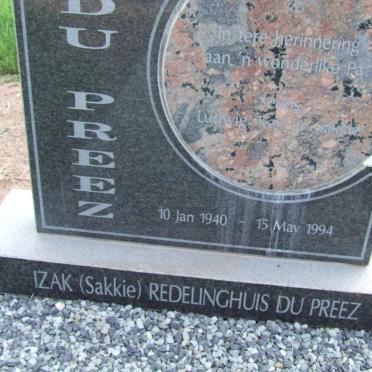 DU PREEZ
In tere herinnering
aan 'n wonderlike Pa
10 Jan 1940 - 15 May 1994
IZAK (Sakkie) REDELINGHUIS DU PREEZ